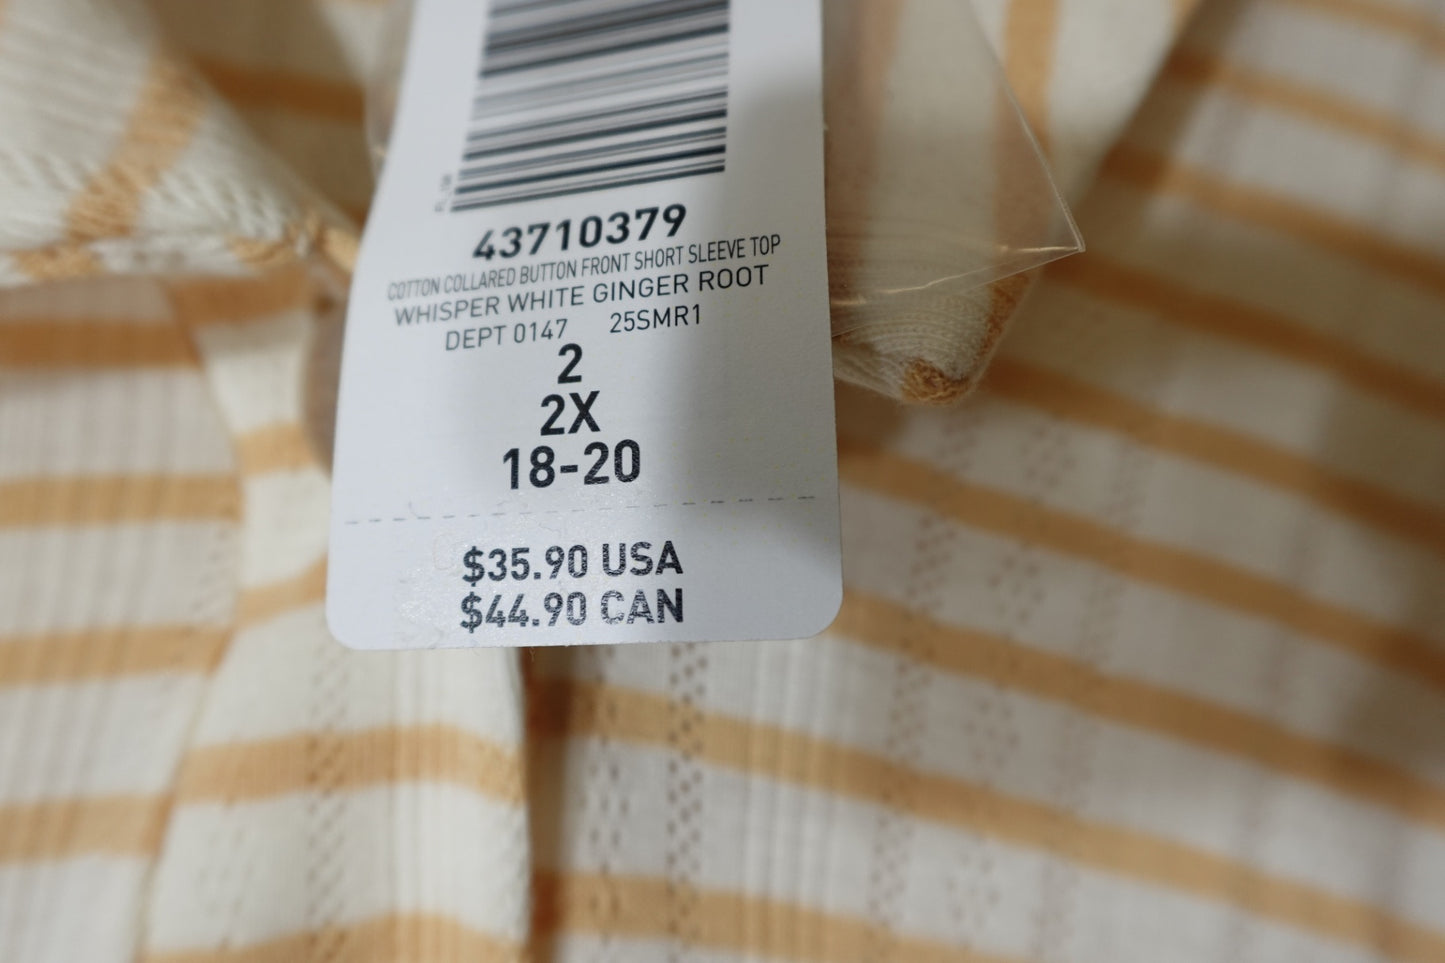 43710379
COTTON COLLARED BUTTON FRONT SHORT SLEEVE TOP
WHISPER WHITE GINGER ROOT
DEPT 0147 25SMR1
2
2X
18-20
$35.90 USA
$44.90 CAN